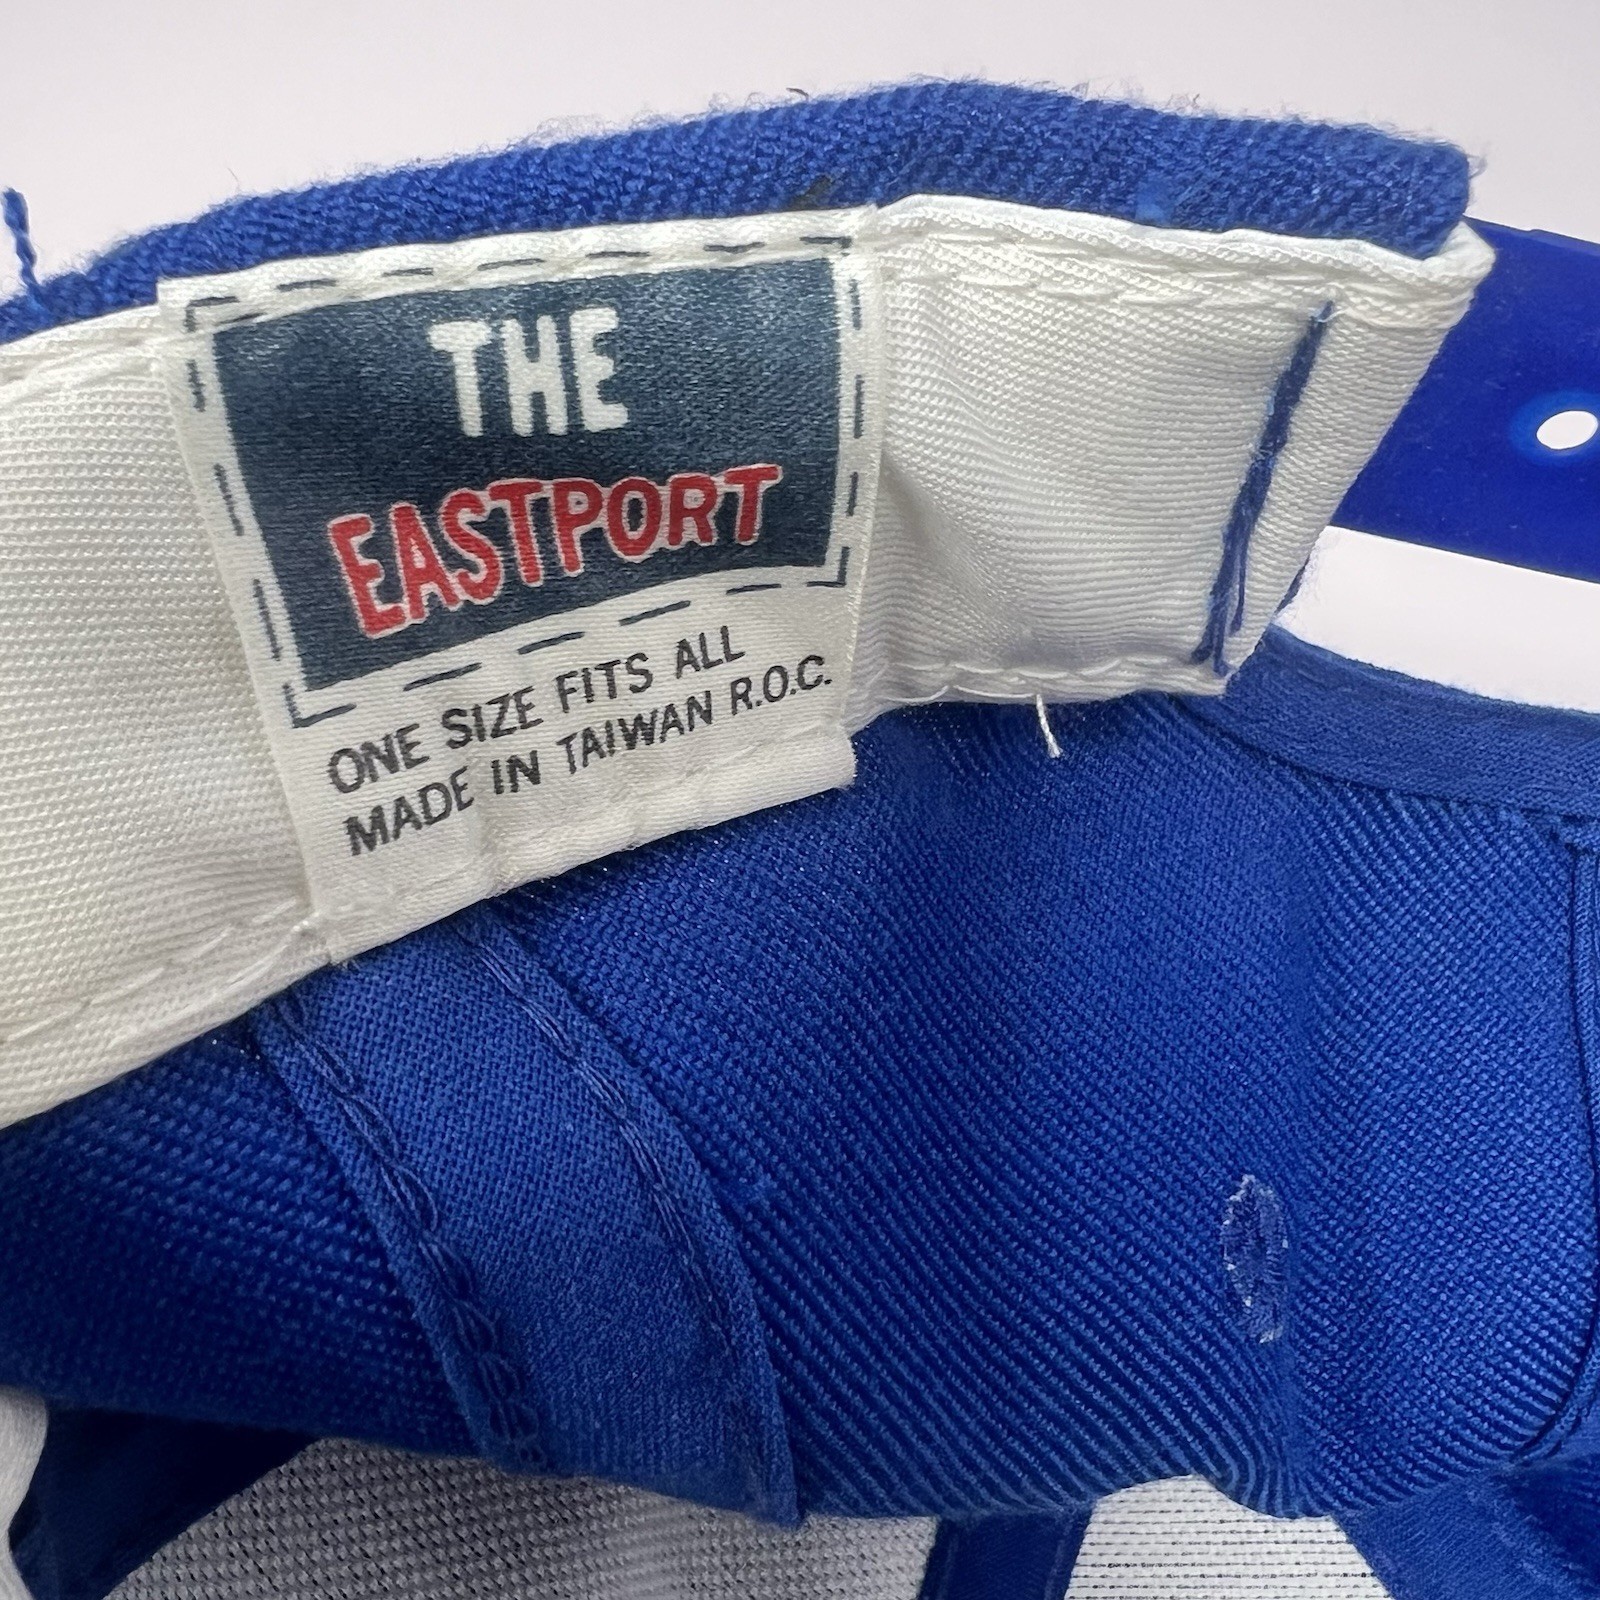 THE
EASTPORT
ONE SIZE FITS ALL
MADE IN TAIWAN R.O.C.